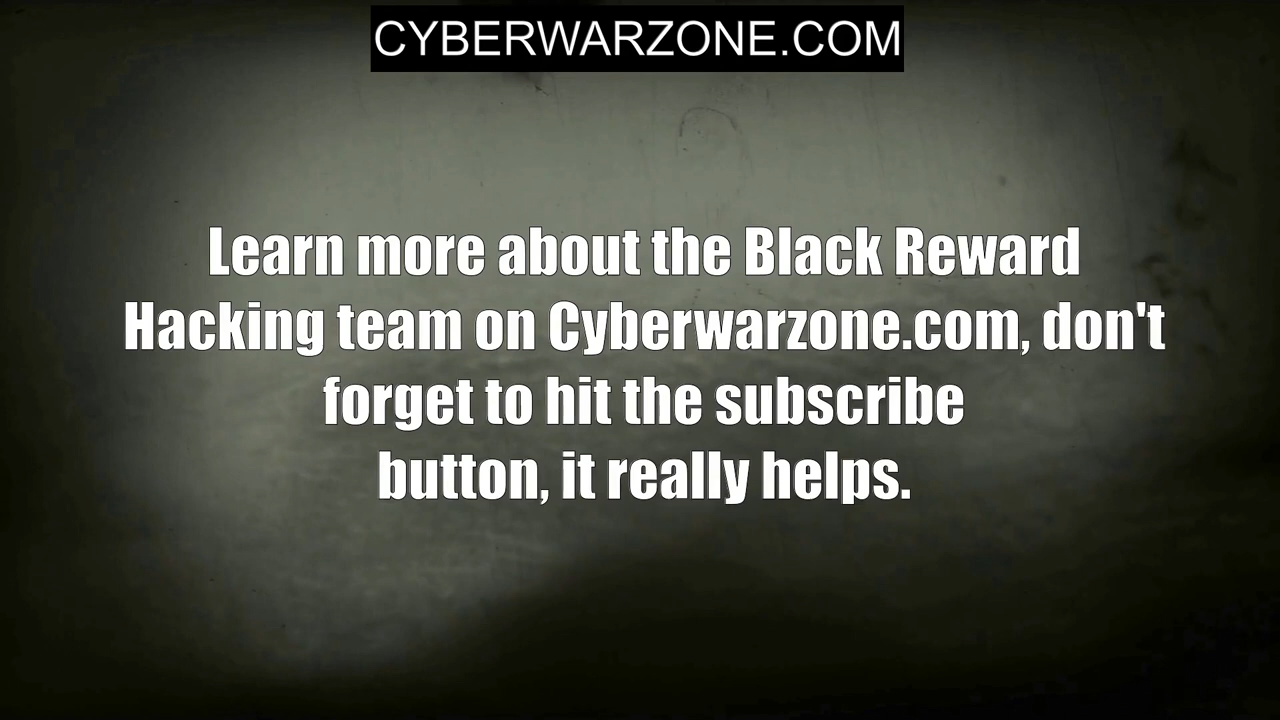 CYBERWARZONE.COM
Learn more about the Black Reward
Hacking team on Cyberwarzone.com, don't
forget to hit the subscribe
button, it really helps.